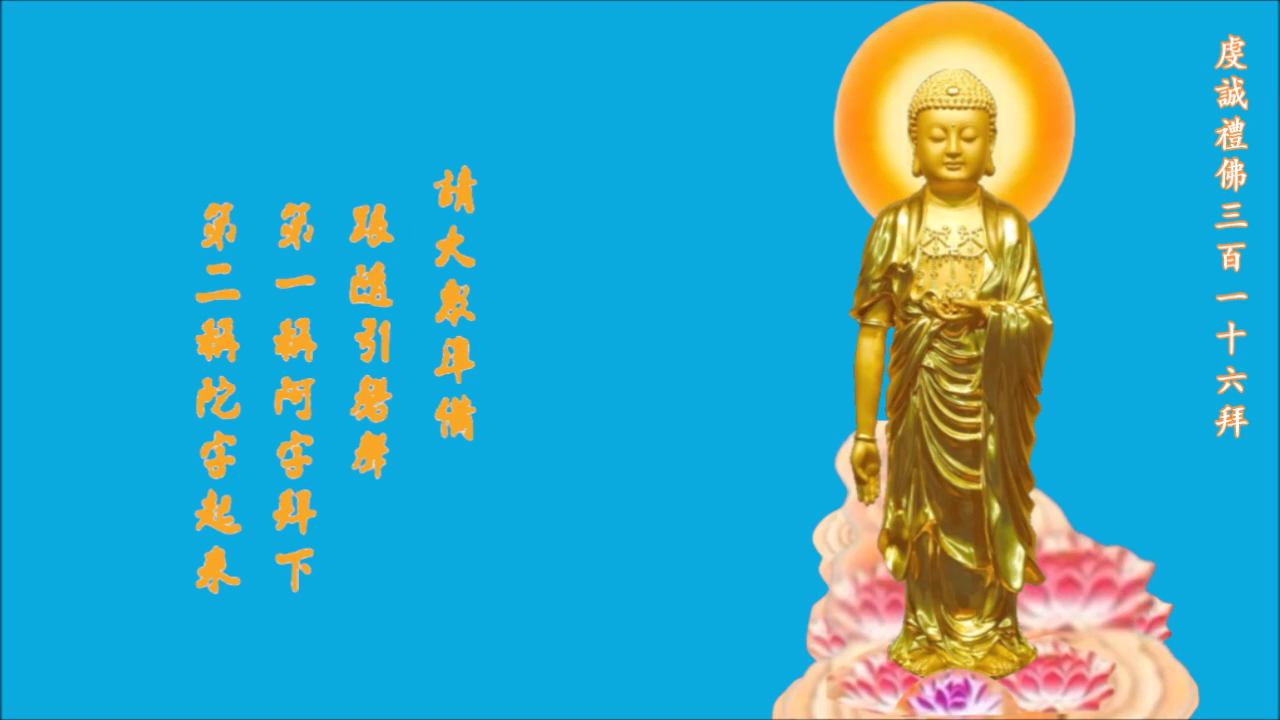 虔誠禮佛三百一十六拜
請大眾準備
跟隨引磬聲
第一稱阿字拜下
第二稱陀字起來